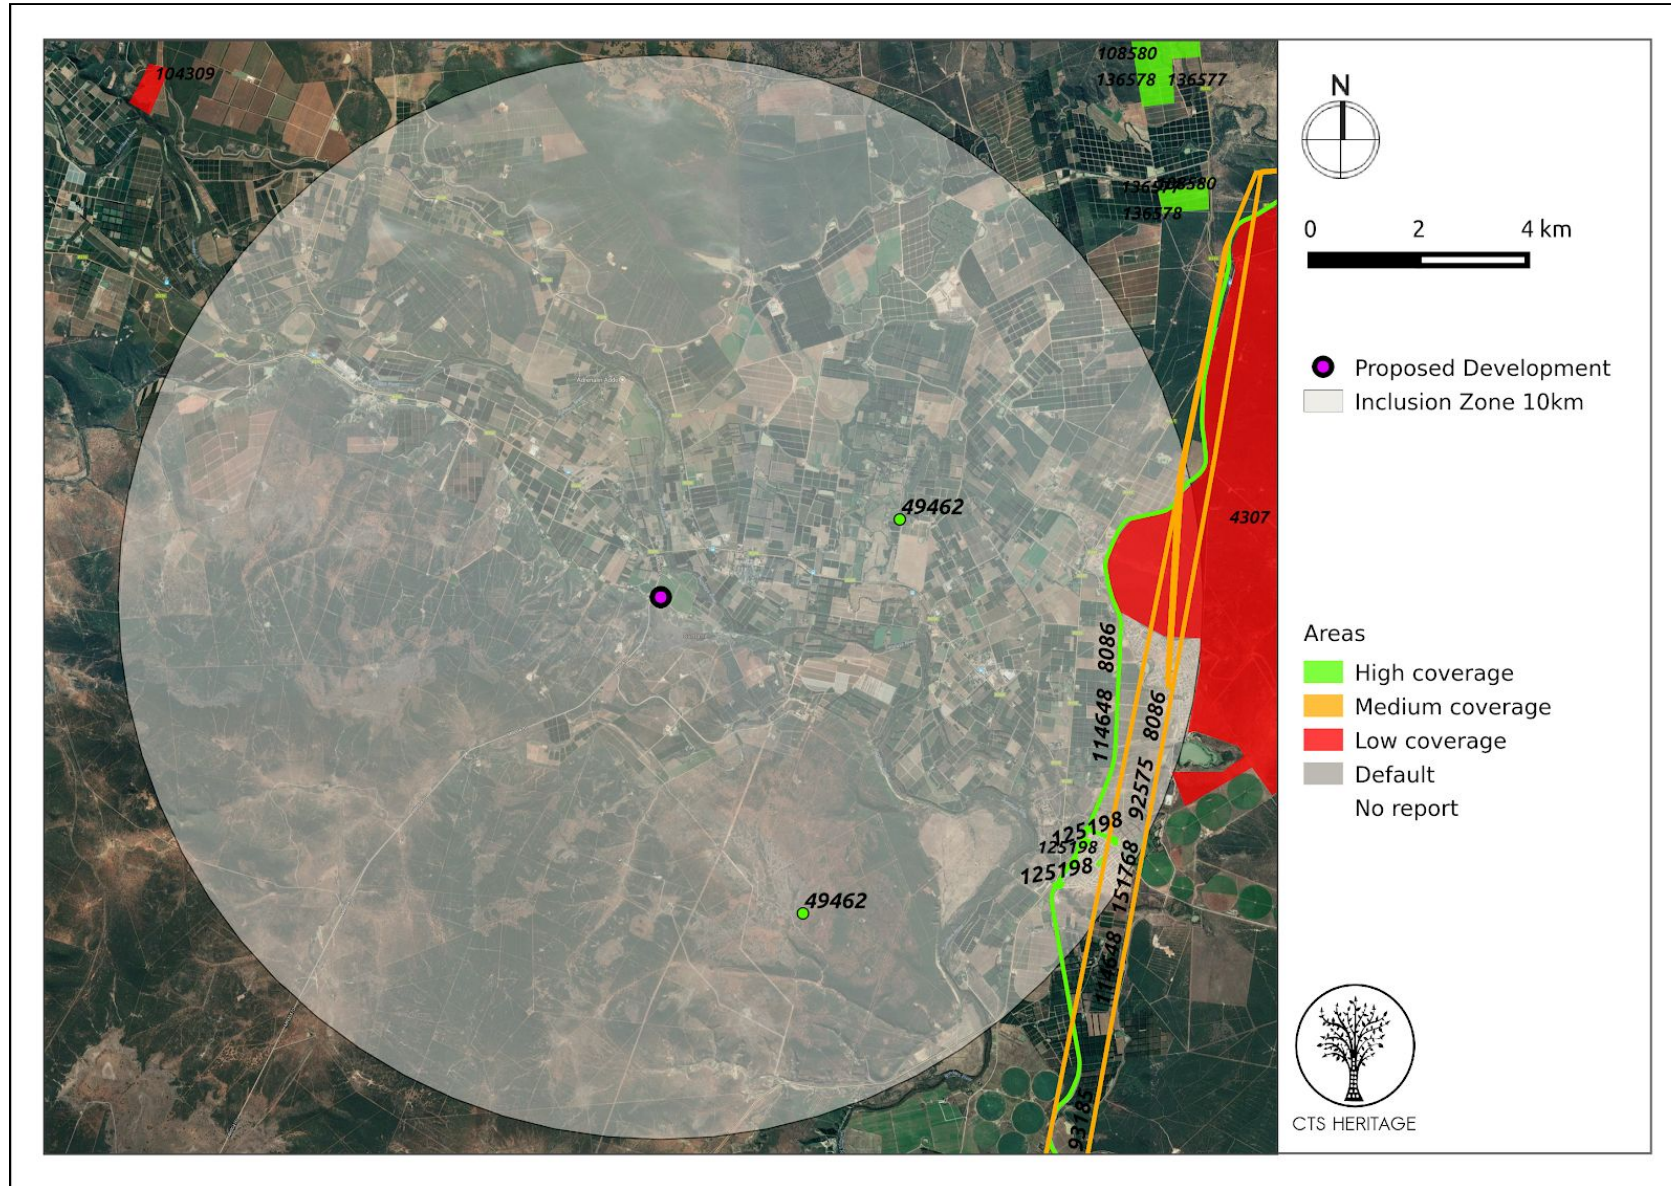 104309
108580
136578
136577
136577
108580
136578
49462
4307
8086
114648
8086
92575
125198
125198
125198
151768
49462
114648
93185
N
0 2 4 km
Proposed Development
Inclusion Zone 10km
Areas
High coverage
Medium coverage
Low coverage
Default
No report
CTS HERITAGE